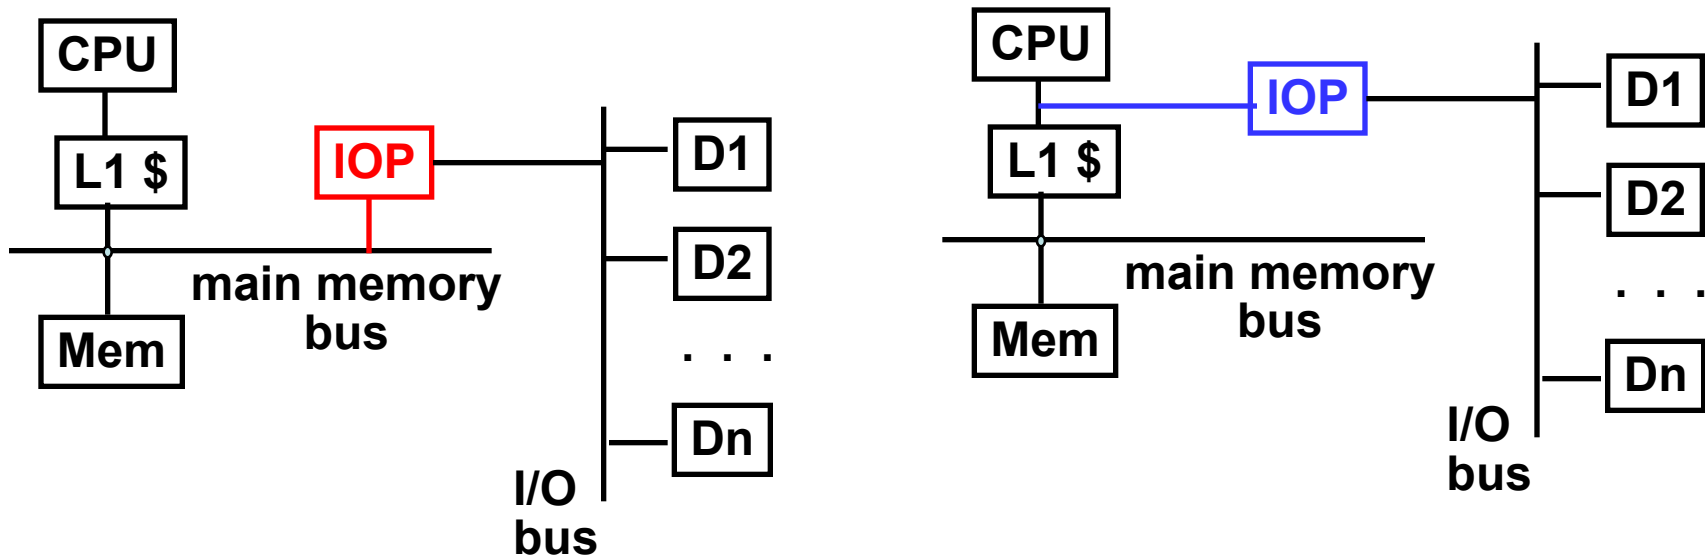 CPU
L1 $
IOP
main memory
bus
Mem
D1
D2
. . .
Dn
I/O
bus
CPU
IOP
L1 $
main memory
bus
Mem
D1
D2
. . .
Dn
I/O
bus